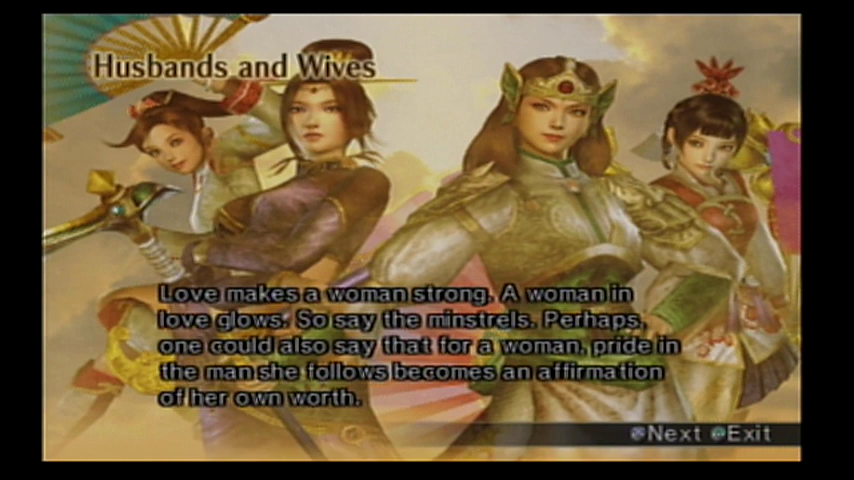 Husbands and Wives
Love makes a woman strong. A woman in
love glows. So say the minstrels. Perhaps,
one could also say that for a woman, pride in
the man she follows becomes an affirmation
of her own worth.
Next Exit